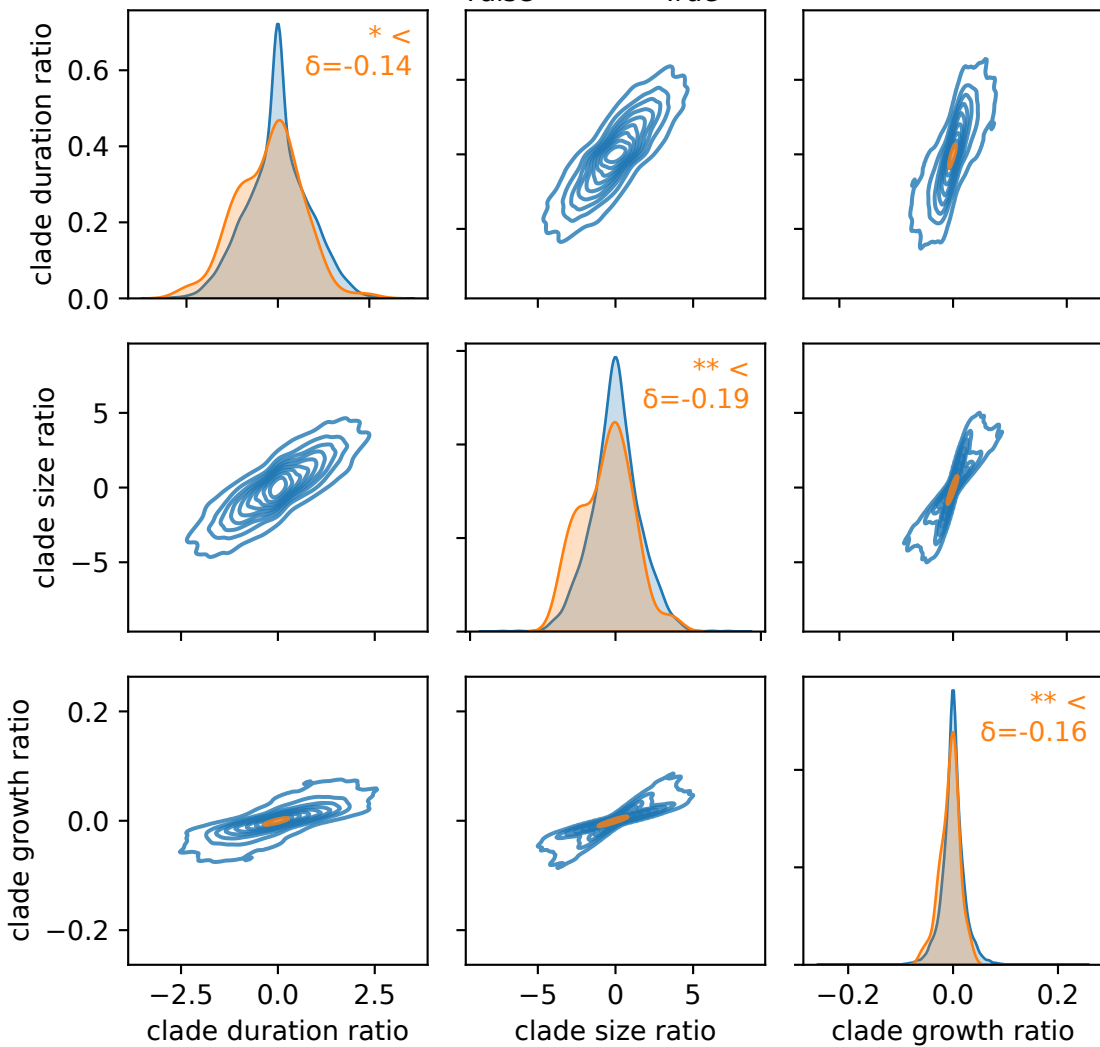 clade duration ratio
0.6
0.4
0.2
0.0
* <
δ=-0.14
clade size ratio
5
0
−5
** <
δ=-0.19
clade growth ratio
0.2
0.0
−0.2
** <
δ=-0.16
−2.5 0.0 2.5
clade duration ratio
−5 0 5
clade size ratio
−0.2 0.0 0.2
clade growth ratio